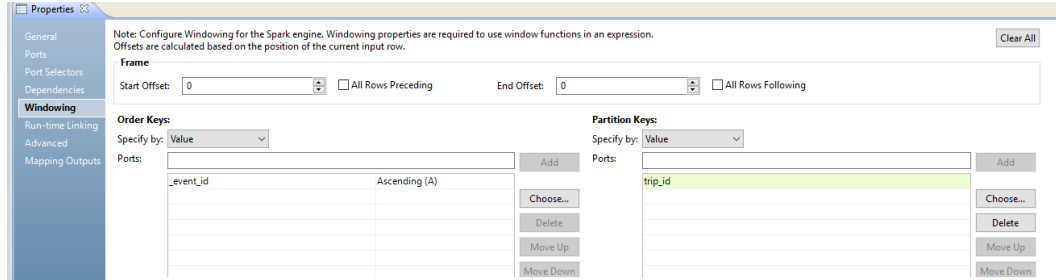 Properties
General
Ports
Port Selectors
Dependencies
Windowing
Run-time Linking
Advanced
Mapping Outputs
Note: Configure Windowing for the Spark engine. Windowing properties are required to use window functions in an expression.
Offsets are calculated based on the position of the current input row.
Clear All
Frame
Start Offset: 0 All Rows Preceding End Offset: 0 All Rows Following
Order Keys:
Specify by: Value
Ports: Add
_event_id Ascending (A)
Choose...
Delete
Move Up
Move Down
Partition Keys:
Specify by: Value
Ports: Add
trip_id
Choose...
Delete
Move Up
Move Down